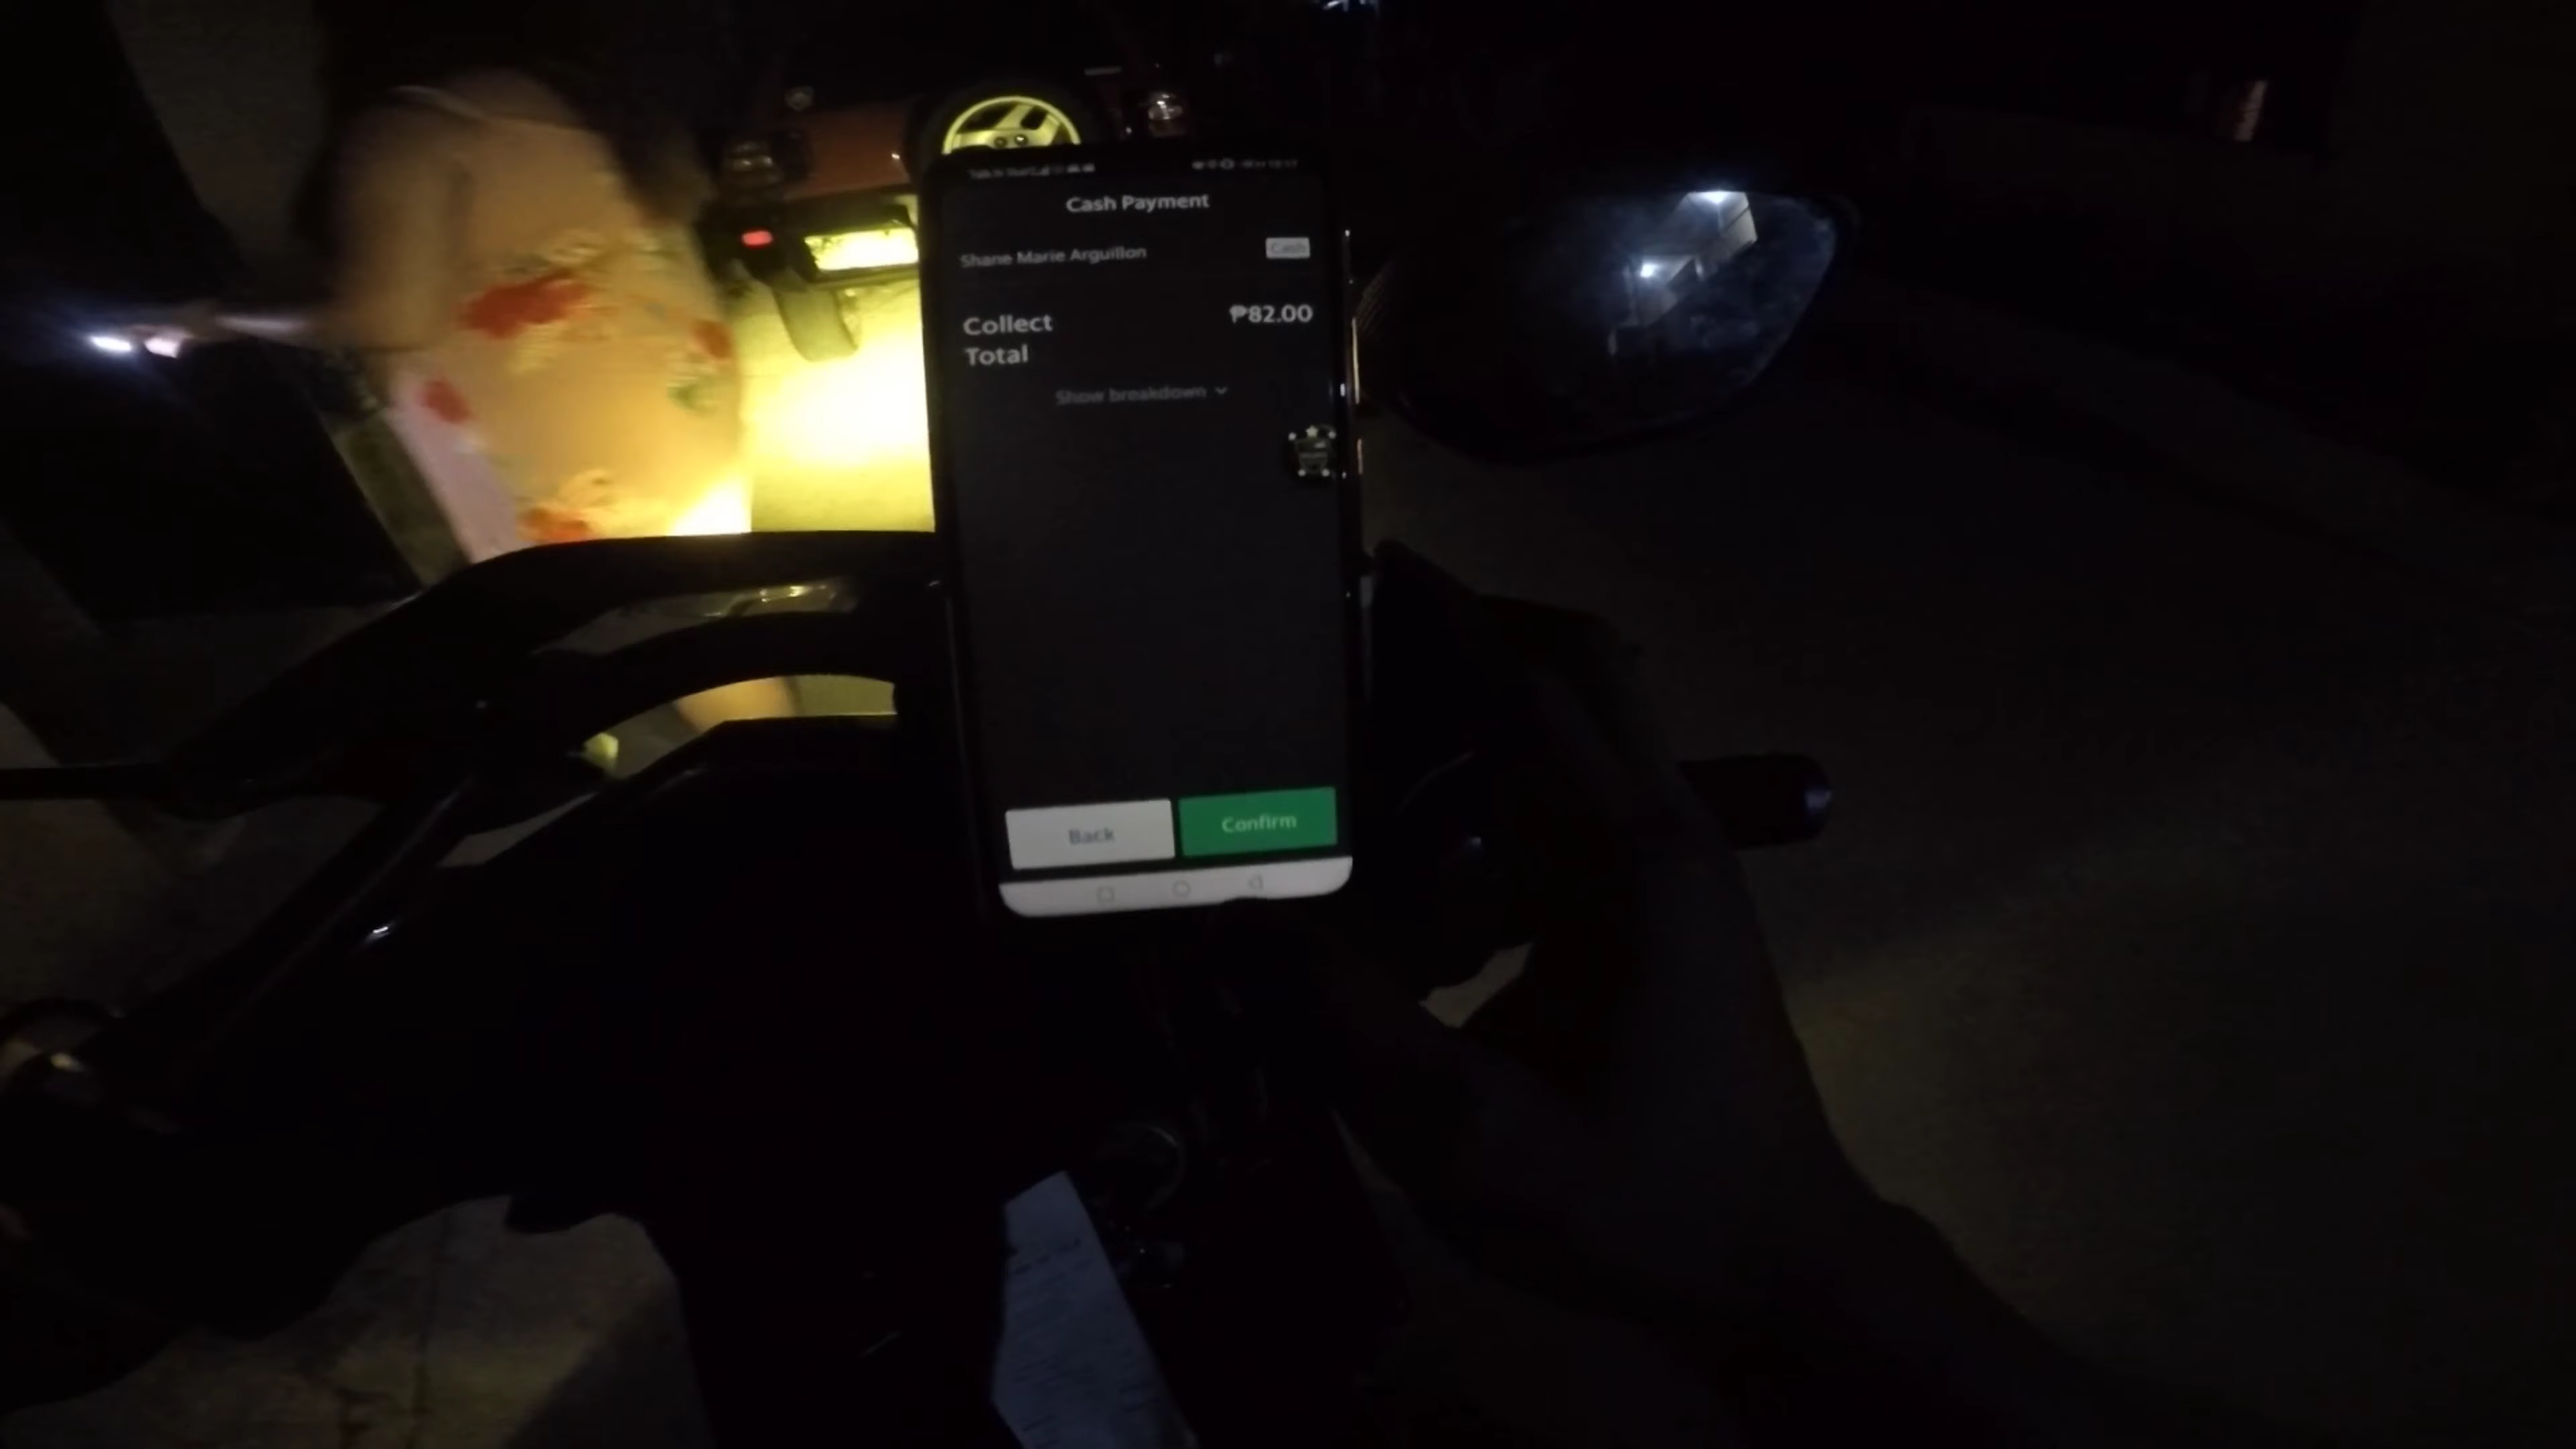 Cash Payment
Shane Marie Arguillon
Cash
Collect
Total
₱82.00
Show breakdown
Back
Confirm